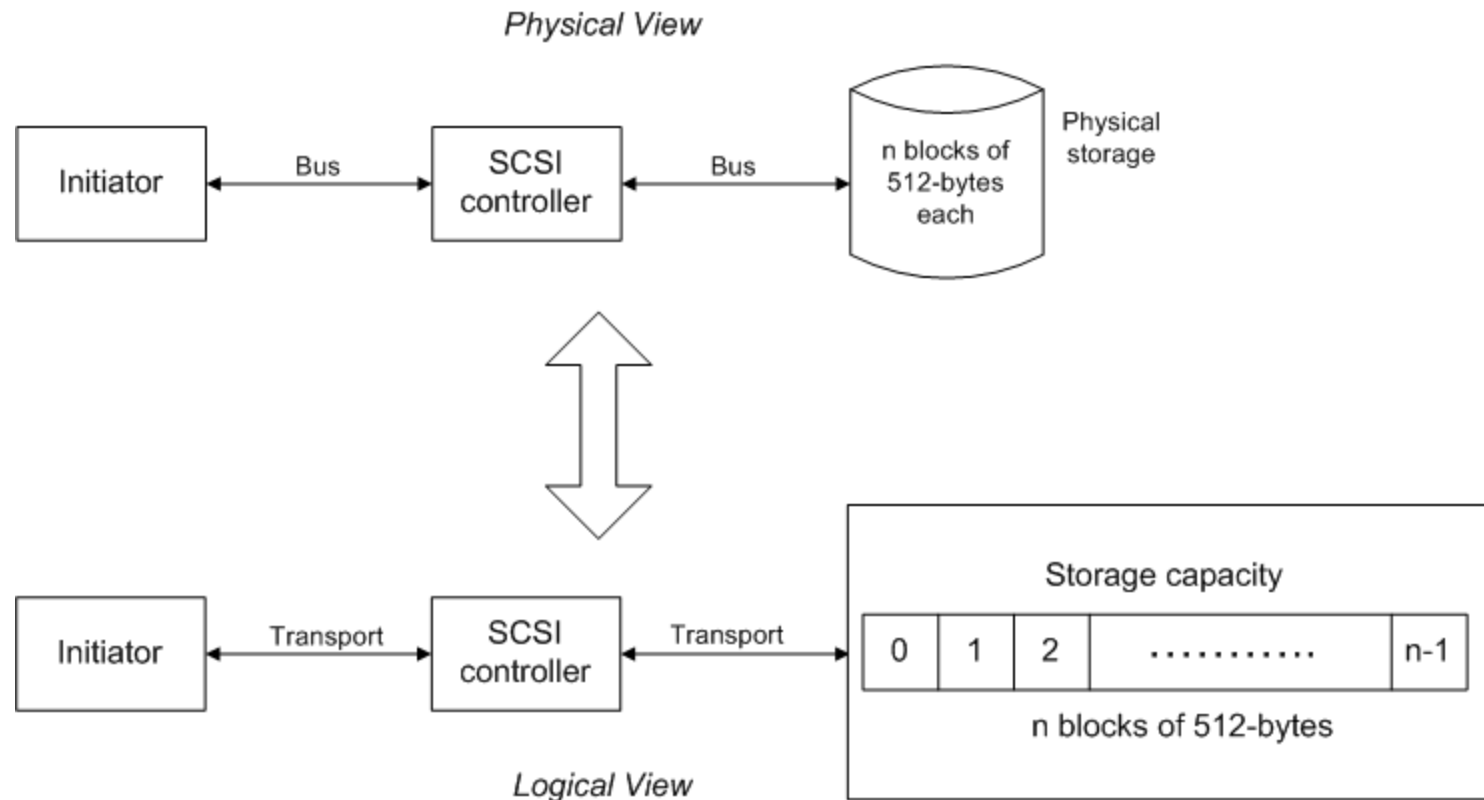 Physical View
Initiator
Bus
SCSI
controller
Bus
n blocks of
512-bytes
each
Physical
storage
Initiator
Transport
SCSI
controller
Transport
Storage capacity
0 1 2 ........... n-1
n blocks of 512-bytes
Logical View